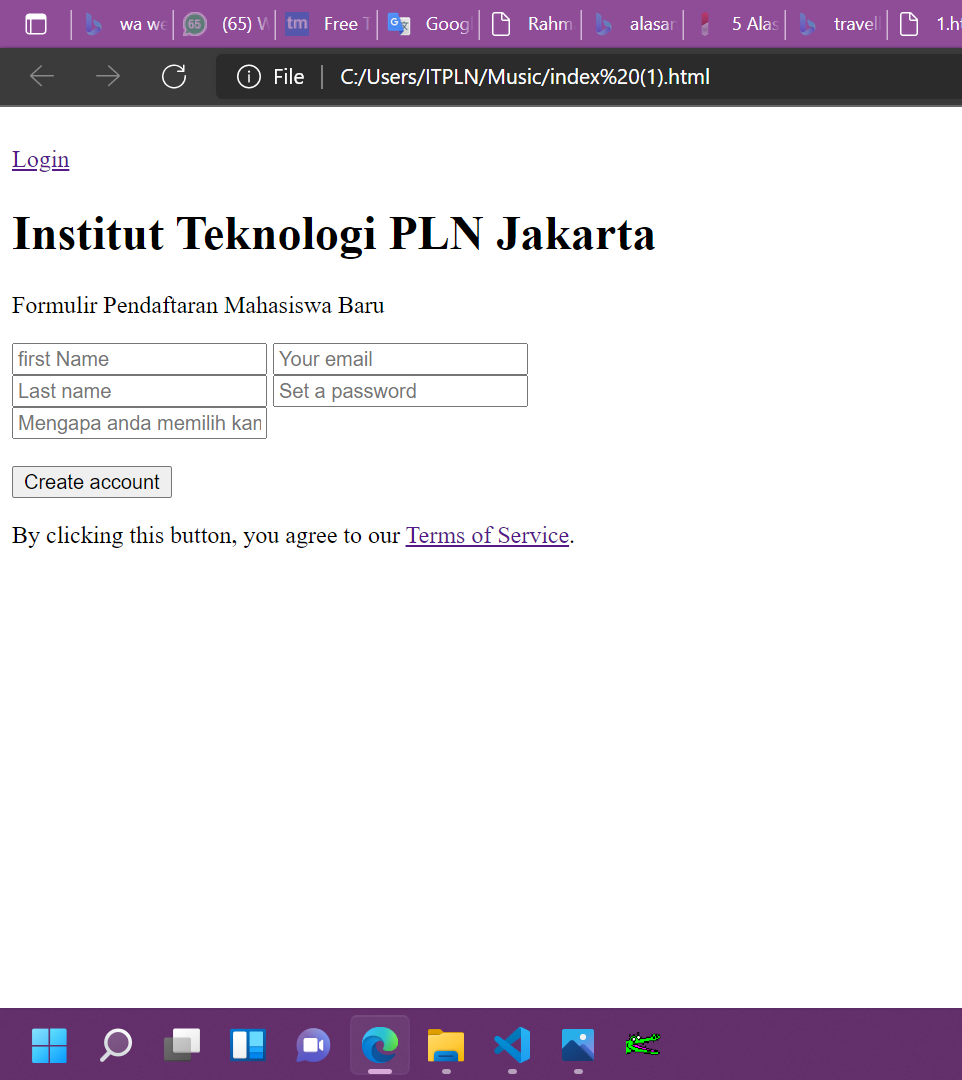 wa we
(65) W
tm Free T
Goog
Rahm
alasar
5 Alas
travel
1.ht
File C:/Users/ITPLN/Music/index%20(1).html
Login
Institut Teknologi PLN Jakarta
Formulir Pendaftaran Mahasiswa Baru
first Name Your email
Last name Set a password
Mengapa anda memilih kan
Create account
By clicking this button, you agree to our Terms of Service.